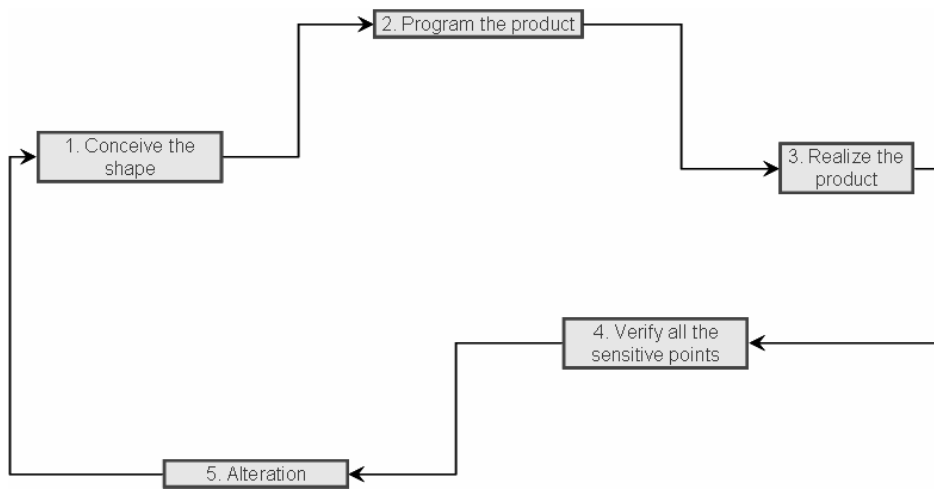 2. Program the product
1. Conceive the
shape
3. Realize the
product
4. Verify all the
sensitive points
5. Alteration